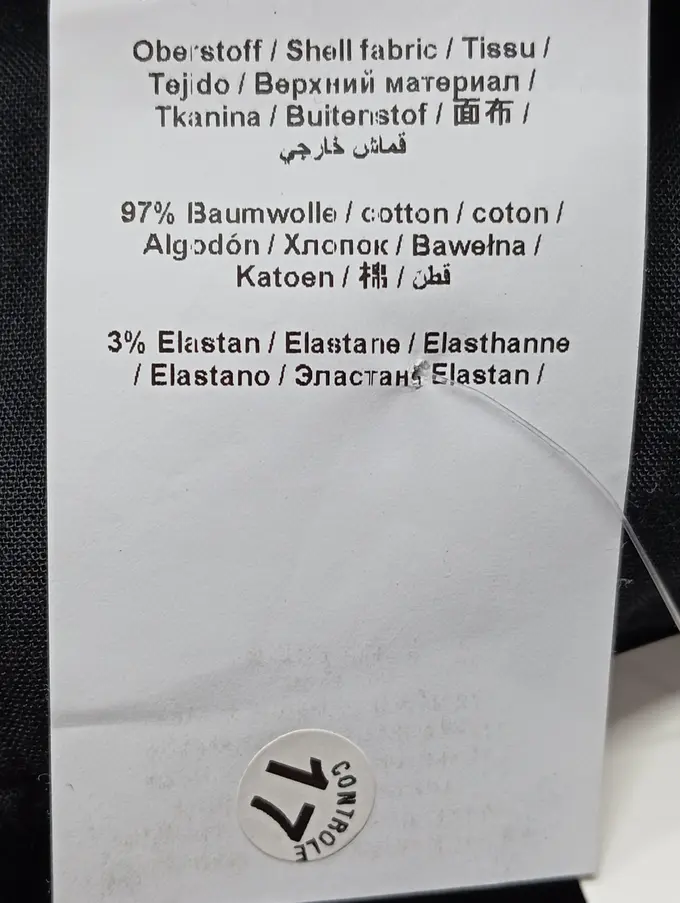 Oberstoff / Shell fabric / Tissu /
Tejido / Верхний материал /
Tkanina / Buitenstof / 面布 /
قماش خارجي
97% Baumwolle / cotton / coton /
Algodón / Хлопок / Bawełna /
Katoen / 棉 / قطن
3% Elastan / Elastane / Elasthanne
/ Elastano / Эластан Elastan /
17
CONTROLE